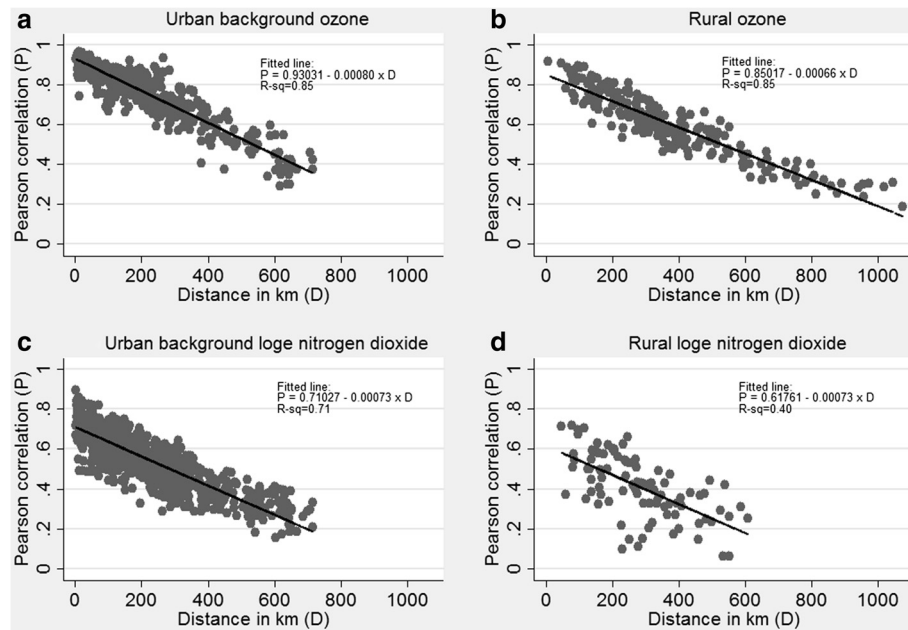 a
Urban background ozone
Pearson correlation (P)
1
.8
.6
.4
.2
0
Fitted line:
P = 0.93031 - 0.00080 x D
R-sq=0.85
0 200 400 600 800 1000
Distance in km (D)
b
Rural ozone
Pearson correlation (P)
1
.8
.6
.4
.2
0
Fitted line:
P = 0.85017 - 0.00066 x D
R-sq=0.85
0 200 400 600 800 1000
Distance in km (D)
c
Urban background loge nitrogen dioxide
Pearson correlation (P)
1
.8
.6
.4
.2
0
Fitted line:
P = 0.71027 - 0.00073 x D
R-sq=0.71
0 200 400 600 800 1000
Distance in km (D)
d
Rural loge nitrogen dioxide
Pearson correlation (P)
1
.8
.6
.4
.2
0
Fitted line:
P = 0.61761 - 0.00073 x D
R-sq=0.40
0 200 400 600 800 1000
Distance in km (D)